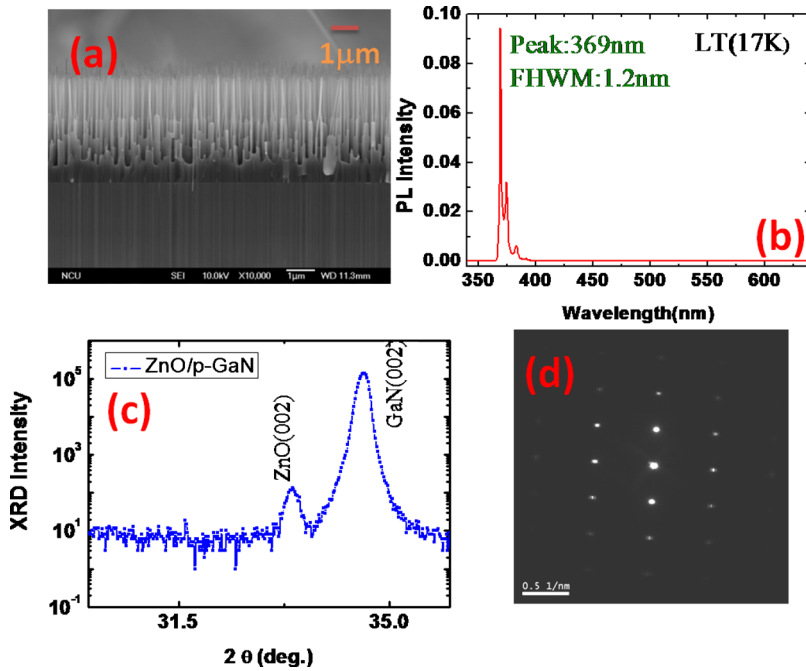 (a)
1μm
NCU SEI 10.0kV X10,000 1μm WD 11.3mm
0.10
0.08
0.06
0.04
0.02
0.00
PL Intensity
Peak:369nm
FHWM:1.2nm
LT(17K)
(b)
350 400 450 500 550 600
Wavelength(nm)
ZnO/p-GaN
(c)
10^5
10^3
10^1
10^-1
XRD Intensity
ZnO(002)
GaN(002)
31.5 35.0
2 θ (deg.)
(d)
0.5 1/nm